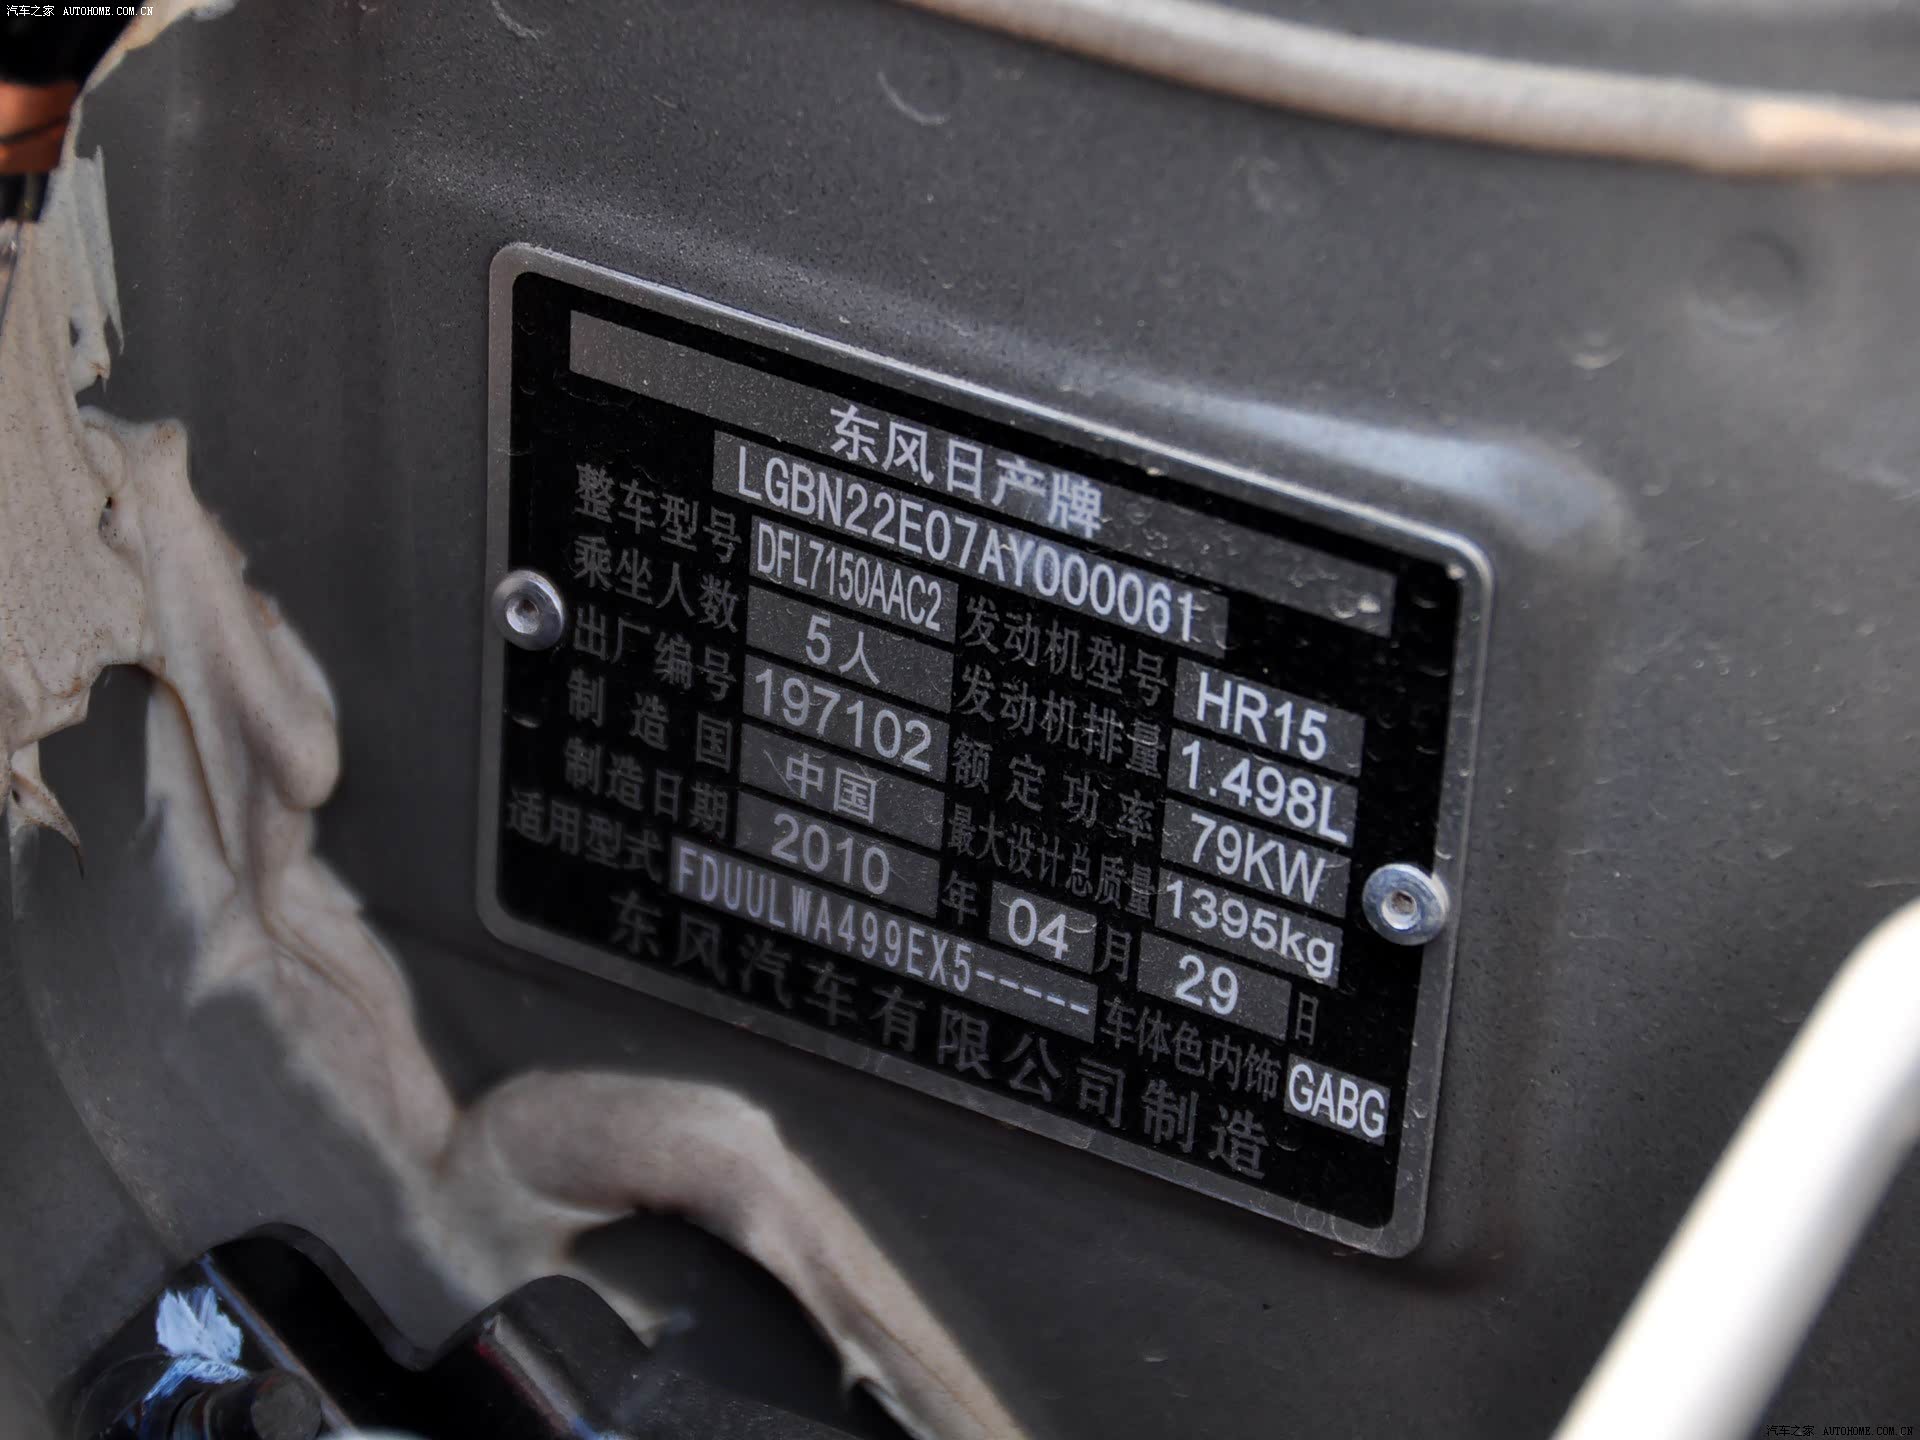 汽车之家 AUTOHOME.COM.CN
东风日产牌
LGBN22E07AY000061
整车型号 DFL7150AAC2 发动机型号 HR15
乘坐人数 5人 发动机排量 1.498L
出厂编号 197102 额定功率 79KW
制造国 中国 最大设计总质量 1395kg
制造日期 2010 年 04 月 29 日
适用型式 FDUULWA499EX5----- 车体色内饰 GABG
东风汽车有限公司制造
汽车之家 AUTOHOME.COM.CN